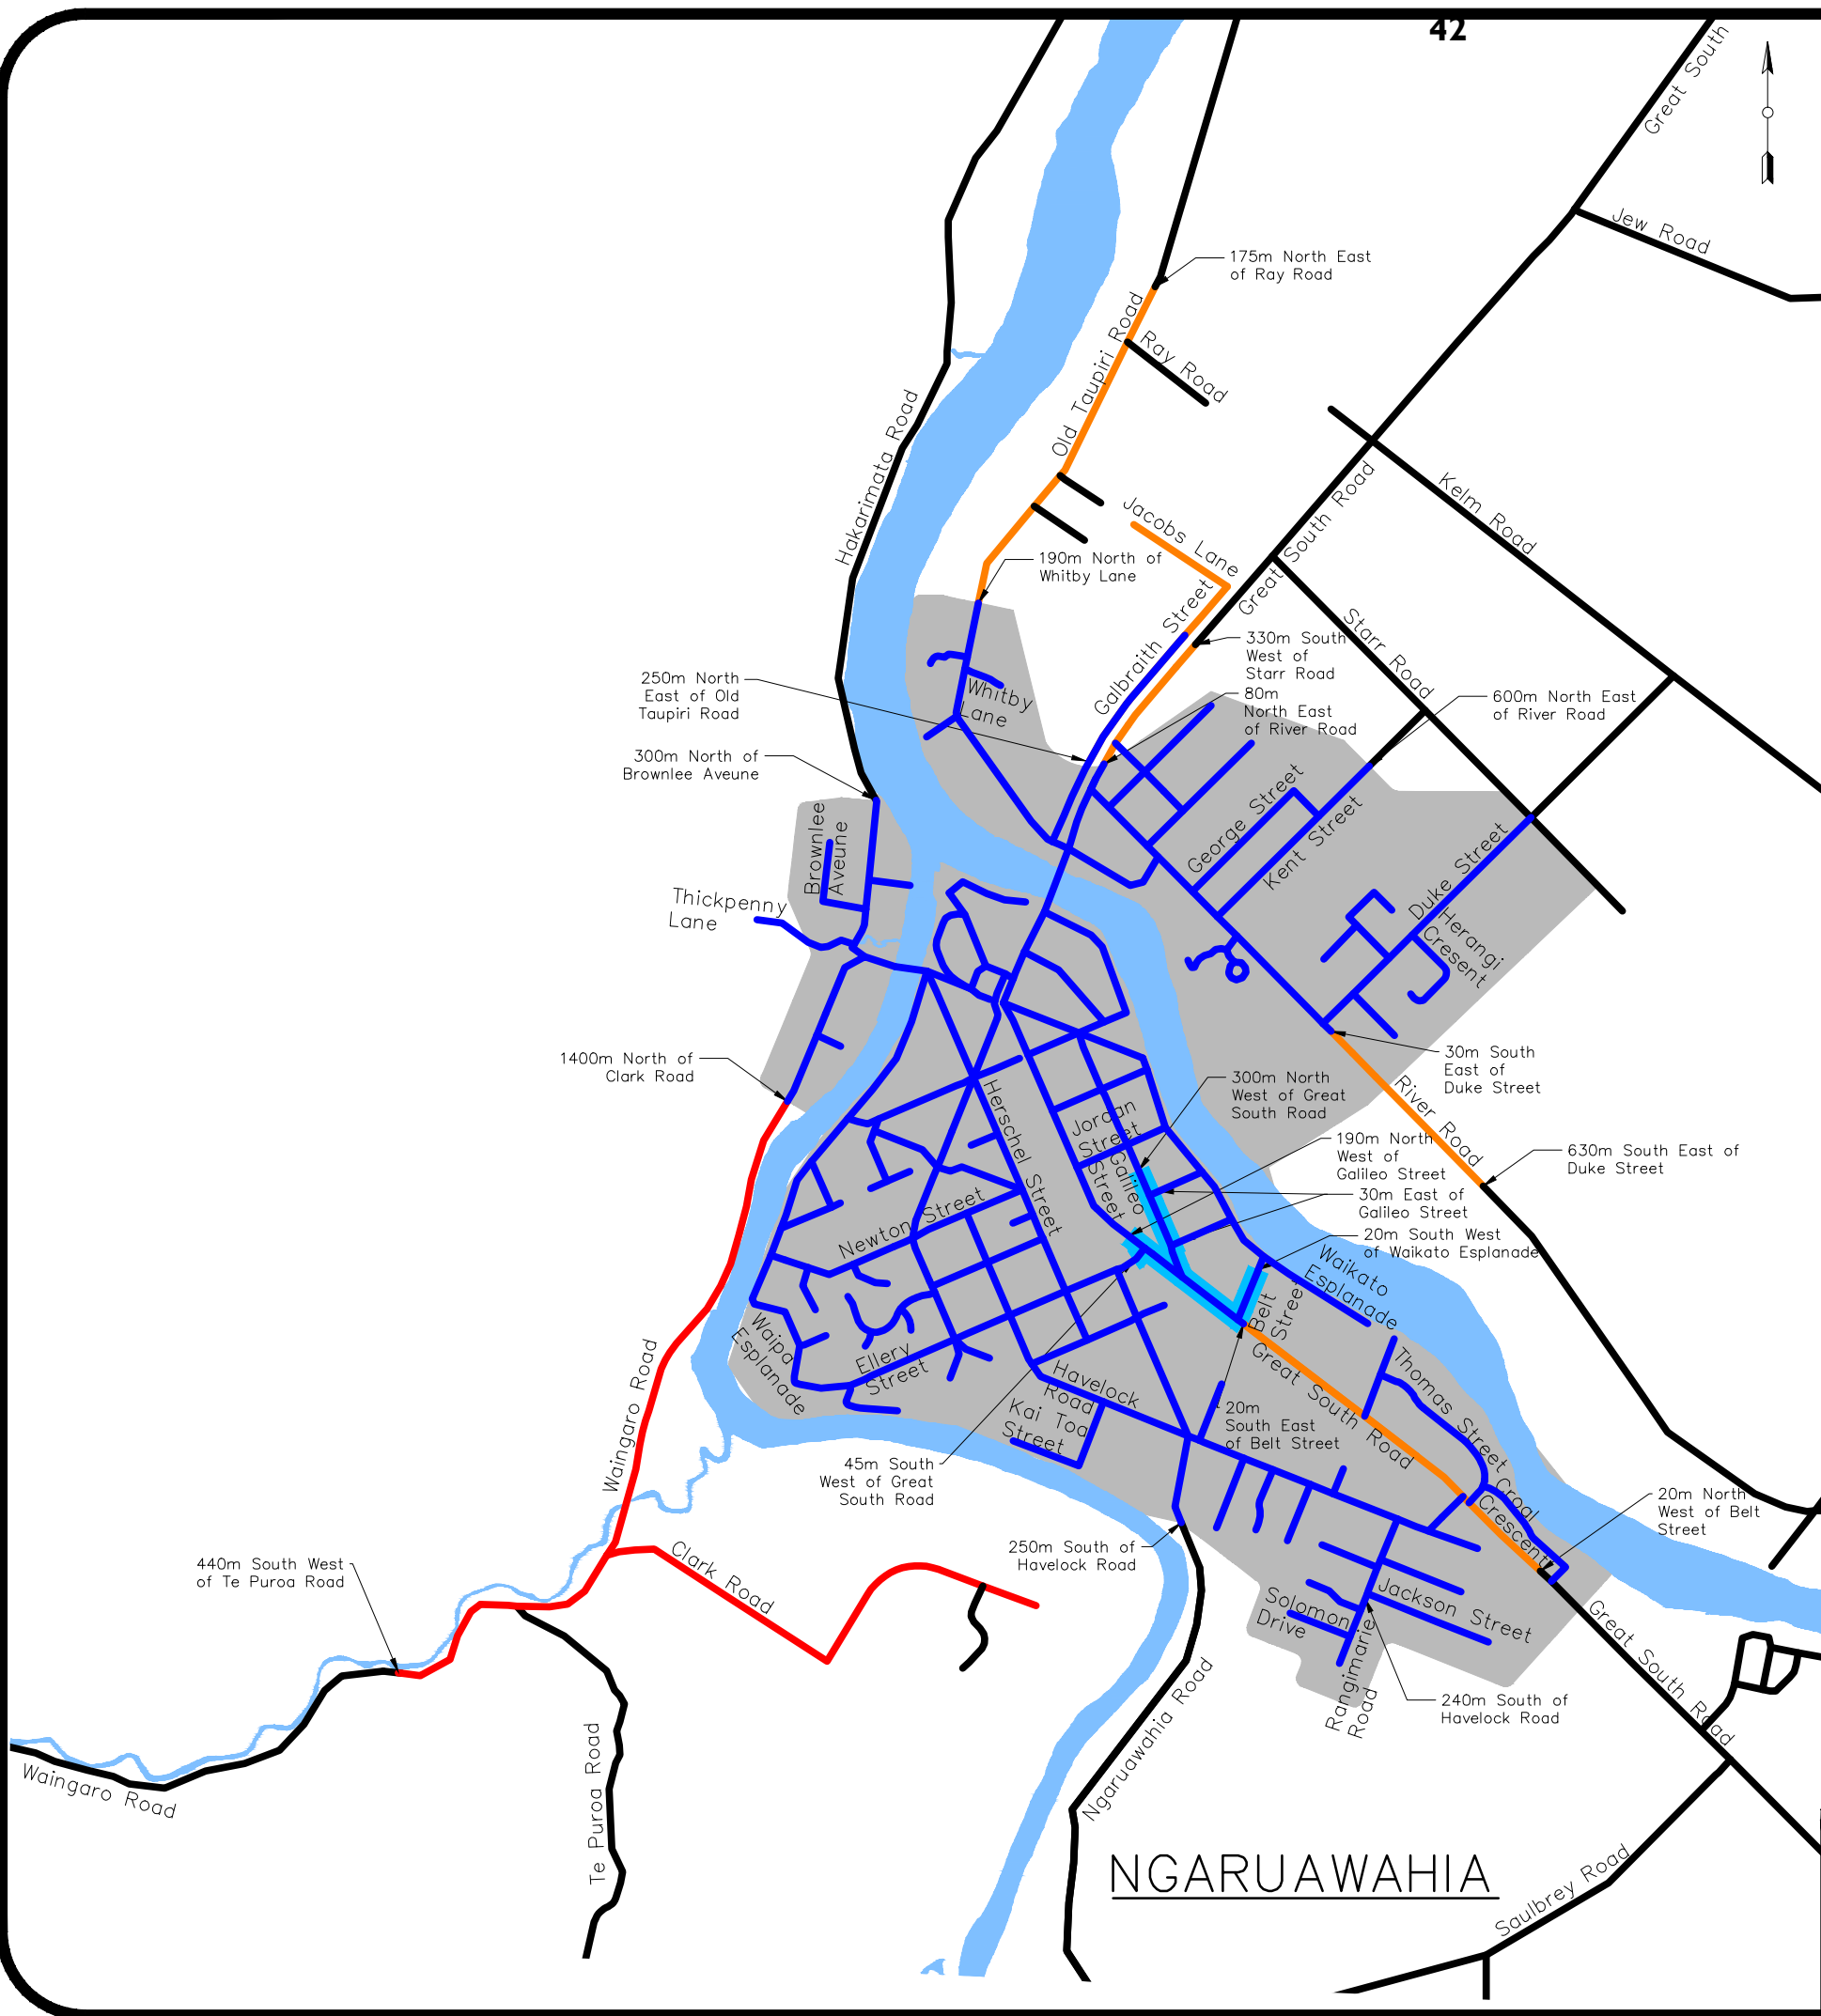 42
Great South
Jew Road
175m North East
of Ray Road
Old Taupiri Road
Ray Road
Hakarimata Road
Jacobs Lane
Great South Road
Kelm Road
190m North of
Whitby Lane
Galbraith Street
Great
Starr Road
330m South
West of
Starr Road
250m North
East of Old
Taupiri Road
Whitby
Lane
80m
North East
of River Road
600m North East
of River Road
300m North of
Brownlee Aveune
Brownlee
Aveune
George Street
Kent Street
Duke Street
Thickpenny
Lane
Herangi
Cresent
1400m North of
Clark Road
30m South
East of
Duke Street
300m North
West of Great
South Road
River Road
Herschel Street
Jordan
Street
Galileo
Street
190m North
West of
Galileo Street
630m South East of
Duke Street
30m East of
Galileo Street
Newton Street
20m South West
of Waikato Esplanade
Waikato
Esplanade
Belt
Street
Waipa
Esplanade
Ellery
Street
Great South Road
Thomas Street
Waingaro Road
Havelock
Road
Kai Toa
Street
20m
South East
of Belt Street
45m South
West of Great
South Road
Croal
Crescent
20m North
West of Belt
Street
250m South of
Havelock Road
440m South West
of Te Puroa Road
Clark Road
Solomon
Drive
Jackson Street
Great South Road
Rangimarie
Road
240m South of
Havelock Road
Ngaruawahia Road
Te Puroa Road
Waingaro Road
NGARUAWAHIA
Saulbrey Road